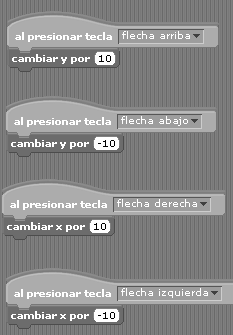 al presionar tecla flecha arriba
cambiar y por 10
al presionar tecla flecha abajo
cambiar y por -10
al presionar tecla flecha derecha
cambiar x por 10
al presionar tecla flecha izquierda
cambiar x por -10